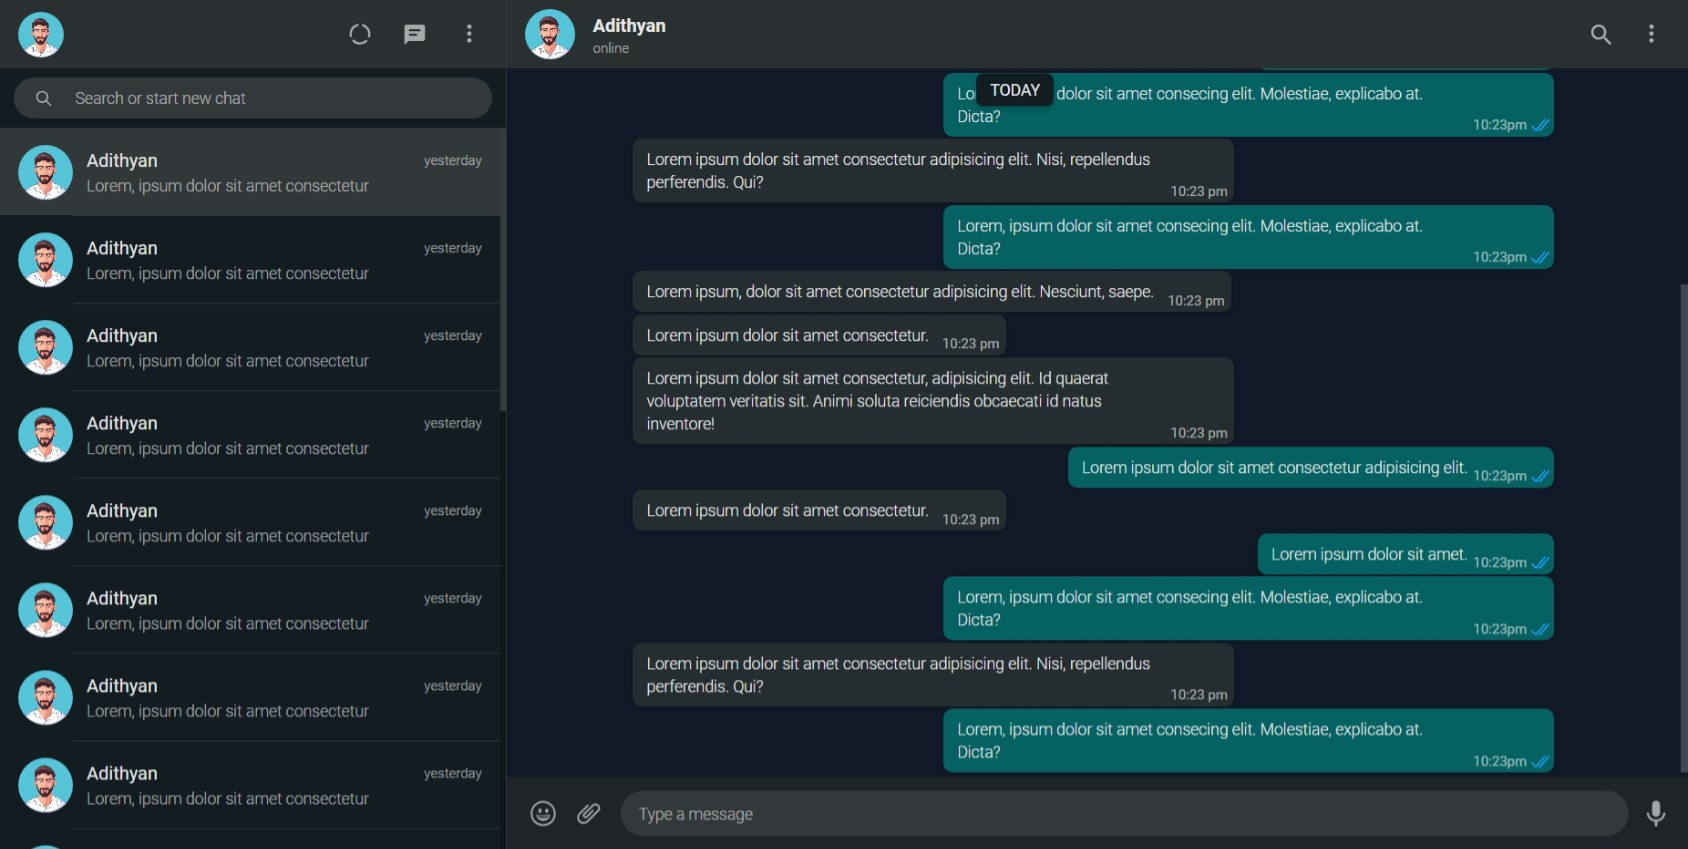 Adithyan
online
Search or start new chat
Adithyan
yesterday
Lorem, ipsum dolor sit amet consectetur
Adithyan
yesterday
Lorem, ipsum dolor sit amet consectetur
Adithyan
yesterday
Lorem, ipsum dolor sit amet consectetur
Adithyan
yesterday
Lorem, ipsum dolor sit amet consectetur
Adithyan
yesterday
Lorem, ipsum dolor sit amet consectetur
Adithyan
yesterday
Lorem, ipsum dolor sit amet consectetur
Adithyan
yesterday
Lorem, ipsum dolor sit amet consectetur
Adithyan
yesterday
Lorem, ipsum dolor sit amet consectetur
TODAY
dolor sit amet consecing elit. Molestiae, explicabo at.
Dicta?
10:23pm
Lorem ipsum dolor sit amet consectetur adipisicing elit. Nisi, repellendus
perferendis. Qui?
10:23 pm
Lorem, ipsum dolor sit amet consecing elit. Molestiae, explicabo at.
Dicta?
10:23pm
Lorem ipsum, dolor sit amet consectetur adipisicing elit. Nesciunt, saepe.
10:23 pm
Lorem ipsum dolor sit amet consectetur.
10:23 pm
Lorem ipsum dolor sit amet consectetur, adipisicing elit. Id quaerat
voluptatem veritatis sit. Animi soluta reiciendis obcaecati id natus
inventore!
10:23 pm
Lorem ipsum dolor sit amet consectetur adipisicing elit.
10:23pm
Lorem ipsum dolor sit amet consectetur.
10:23 pm
Lorem ipsum dolor sit amet.
10:23pm
Lorem, ipsum dolor sit amet consecing elit. Molestiae, explicabo at.
Dicta?
10:23pm
Lorem ipsum dolor sit amet consectetur adipisicing elit. Nisi, repellendus
perferendis. Qui?
10:23 pm
Lorem, ipsum dolor sit amet consecing elit. Molestiae, explicabo at.
Dicta?
10:23pm
Type a message